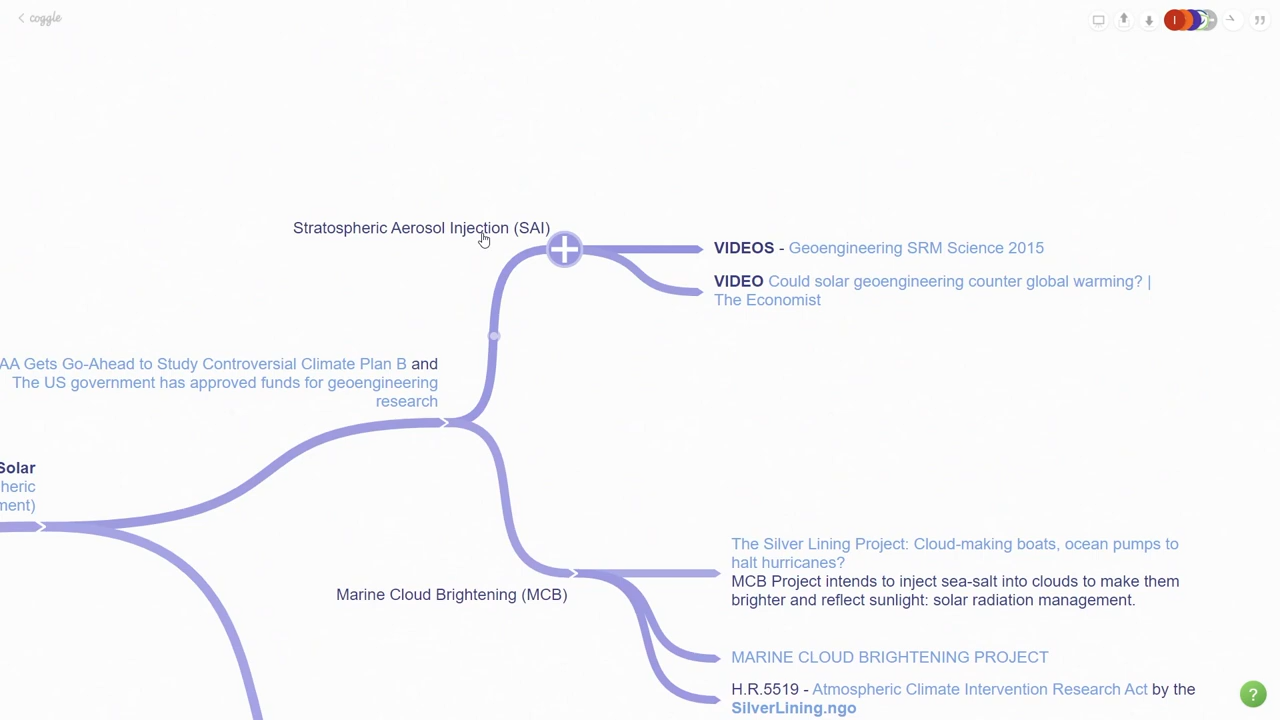 coggle
Stratospheric Aerosol Injection (SAI)
VIDEOS - Geoengineering SRM Science 2015
VIDEO Could solar geoengineering counter global warming? |
The Economist
AA Gets Go-Ahead to Study Controversial Climate Plan B and
The US government has approved funds for geoengineering
research
Solar
heric
ment)
The Silver Lining Project: Cloud-making boats, ocean pumps to
halt hurricanes?
MCB Project intends to inject sea-salt into clouds to make them
brighter and reflect sunlight: solar radiation management.
Marine Cloud Brightening (MCB)
MARINE CLOUD BRIGHTENING PROJECT
H.R.5519 - Atmospheric Climate Intervention Research Act by the
SilverLining.ngo
I
?